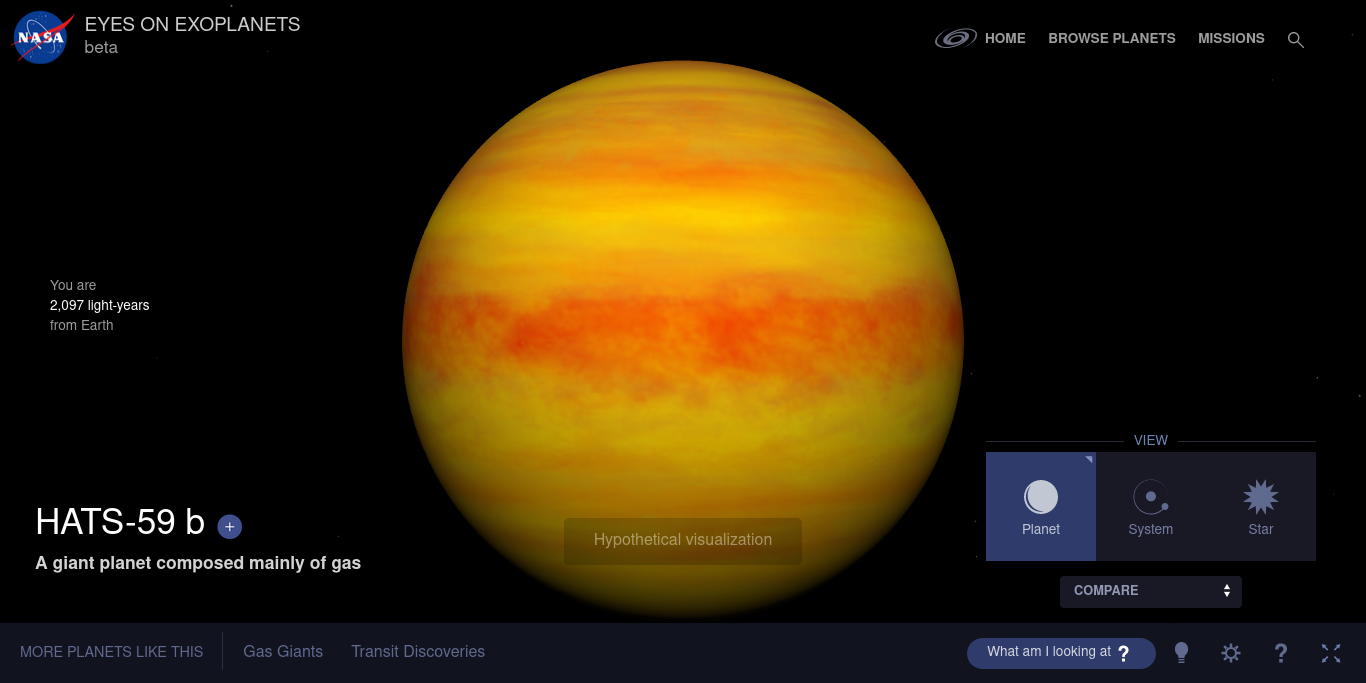 NASA
EYES ON EXOPLANETS
beta
HOME
BROWSE PLANETS
MISSIONS
You are
2,097 light-years
from Earth
VIEW
Planet
System
Star
HATS-59 b +
A giant planet composed mainly of gas
Hypothetical visualization
COMPARE
MORE PLANETS LIKE THIS
Gas Giants
Transit Discoveries
What am I looking at ?
?